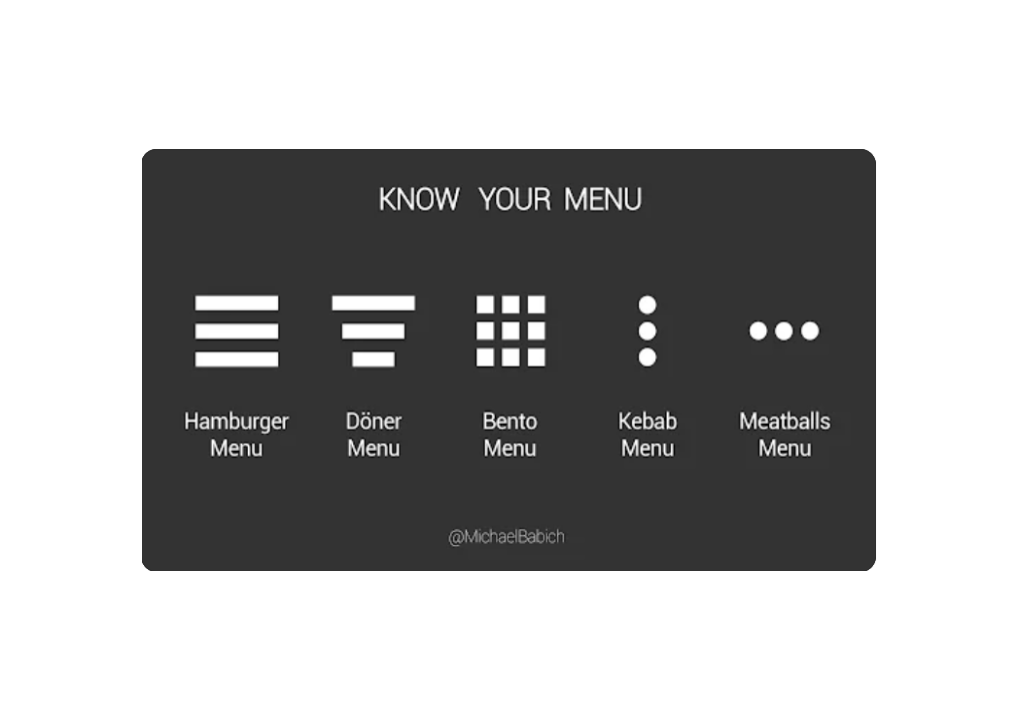 KNOW YOUR MENU
Hamburger Menu
Döner Menu
Bento Menu
Kebab Menu
Meatballs Menu
@MichaelBabich